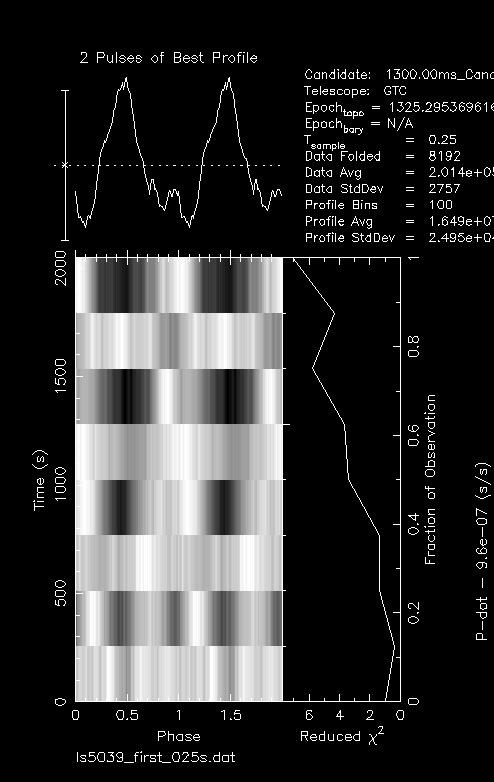 2 Pulses of Best Profile
Candidate: 1300.00ms_Cand
Telescope: GTC
Epoch_topo = 1325.295369616
Epoch_bary = N/A
T_sample = 0.25
Data Folded = 8192
Data Avg = 2.014e+05
Data StdDev = 2757
Profile Bins = 100
Profile Avg = 1.649e+07
Profile StdDev = 2.495e+04
2000
1500
1000
500
0
Time (s)
0 0.5 1 1.5
Phase
1
0.8
0.6
0.4
0.2
0
Fraction of Observation
6 4 2 0
Reduced χ²
P-dot - 9.6e-07 (s/s)
ls5039_first_025s.dat